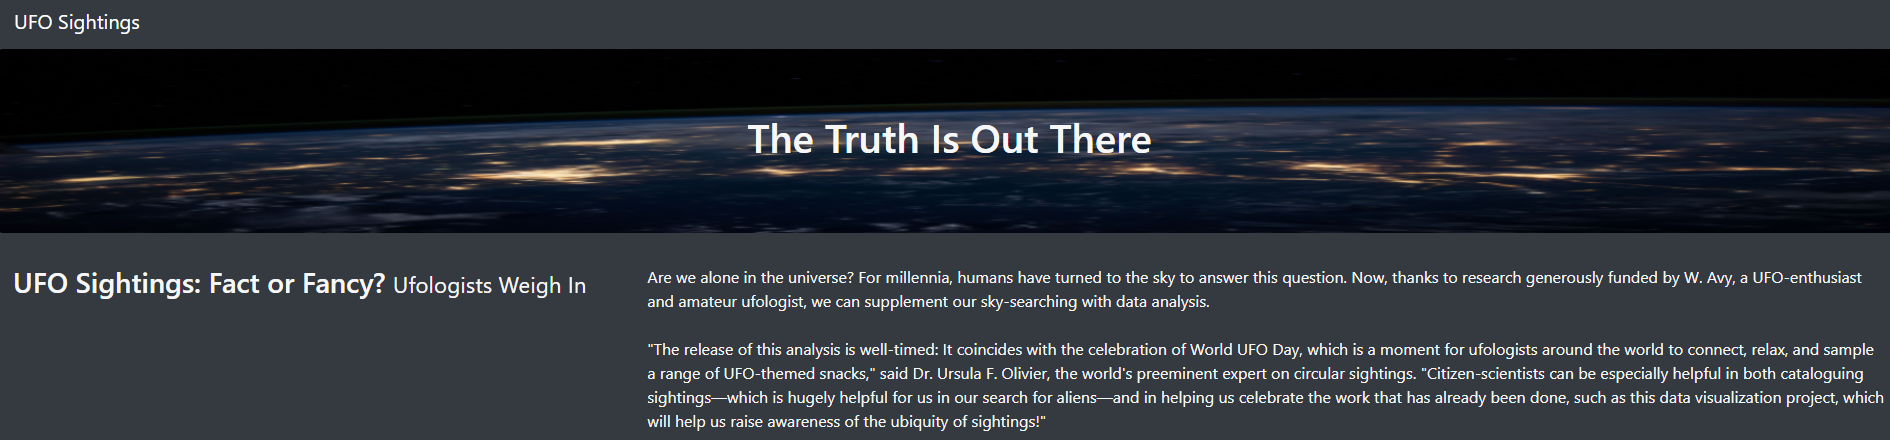 UFO Sightings
The Truth Is Out There
UFO Sightings: Fact or Fancy? Ufologists Weigh In
Are we alone in the universe? For millennia, humans have turned to the sky to answer this question. Now, thanks to research generously funded by W. Avy, a UFO-enthusiast
and amateur ufologist, we can supplement our sky-searching with data analysis.
"The release of this analysis is well-timed: It coincides with the celebration of World UFO Day, which is a moment for ufologists around the world to connect, relax, and sample
a range of UFO-themed snacks," said Dr. Ursula F. Olivier, the world's preeminent expert on circular sightings. "Citizen-scientists can be especially helpful in both cataloguing
sightings—which is hugely helpful for us in our search for aliens—and in helping us celebrate the work that has already been done, such as this data visualization project, which
will help us raise awareness of the ubiquity of sightings!"